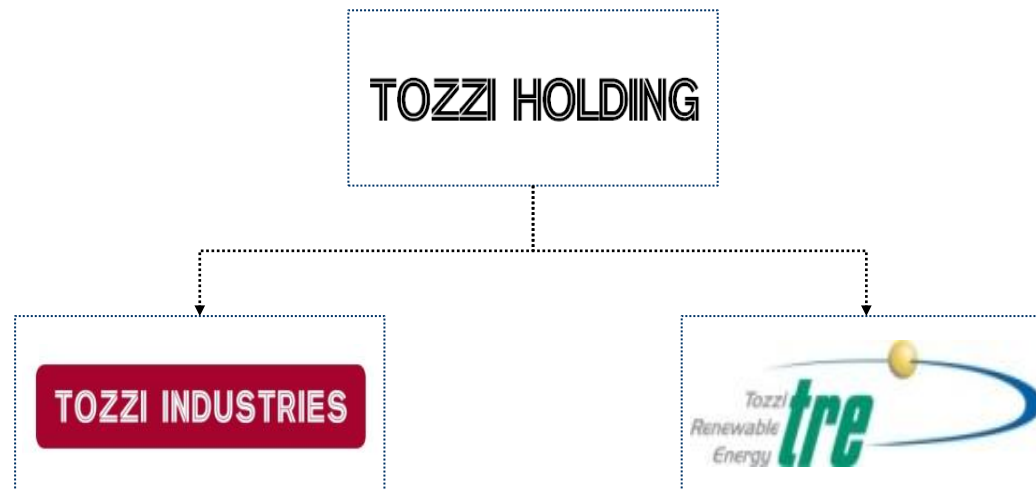 TOZZI HOLDING
TOZZI INDUSTRIES
Tozzi
Renewable
Energy
tre